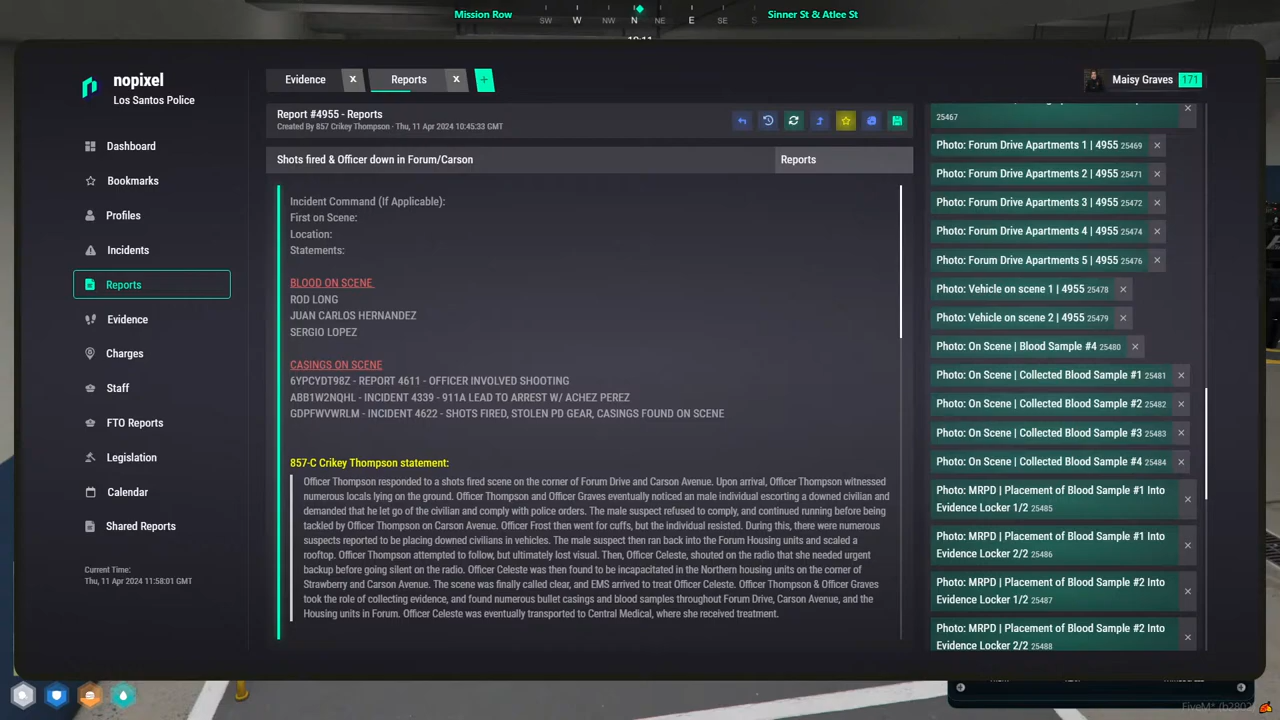 Mission Row
SW W NW N NE E SE S
Sinner St & Atlee St
nopixel
Los Santos Police
Dashboard
Bookmarks
Profiles
Incidents
Reports
Evidence
Charges
Staff
FTO Reports
Legislation
Calendar
Shared Reports
Current Time:
Thu, 11 Apr 2024 11:58:01 GMT
Evidence x Reports x +
Maisy Graves 171
Report #4955 - Reports
Created By 857 Crikey Thompson - Thu, 11 Apr 2024 10:45:33 GMT
Shots fired & Officer down in Forum/Carson
Reports
Incident Command (If Applicable):
First on Scene:
Location:
Statements:
BLOOD ON SCENE
ROD LONG
JUAN CARLOS HERNANDEZ
SERGIO LOPEZ
CASINGS ON SCENE
6YPCYDT98Z - REPORT 4611 - OFFICER INVOLVED SHOOTING
ABB1W2NQHL - INCIDENT 4339 - 911A LEAD TO ARREST W/ ACHEZ PEREZ
GDPFWVWRLM - INCIDENT 4622 - SHOTS FIRED, STOLEN PD GEAR, CASINGS FOUND ON SCENE
857-C Crikey Thompson statement:
Officer Thompson responded to a shots fired scene on the corner of Forum Drive and Carson Avenue. Upon arrival, Officer Thompson witnessed
numerous locals lying on the ground. Officer Thompson and Officer Graves eventually noticed an male individual escorting a downed civilian and
demanded that he let go of the civilian and comply with police orders. The male suspect refused to comply, and continued running before being
tackled by Officer Thompson on Carson Avenue. Officer Frost then went for cuffs, but the individual resisted. During this, there were numerous
suspects reported to be placing downed civilians in vehicles. The male suspect then ran back into the Forum Housing units and scaled a
rooftop. Officer Thompson attempted to follow, but ultimately lost visual. Then, Officer Celeste, shouted on the radio that she needed urgent
backup before going silent on the radio. Officer Celeste was then found to be incapacitated in the Northern housing units on the corner of
Strawberry and Carson Avenue. The scene was finally called clear, and EMS arrived to treat Officer Celeste. Officer Thompson & Officer Graves
took the role of collecting evidence, and found numerous bullet casings and blood samples throughout Forum Drive, Carson Avenue, and the
Housing units in Forum. Officer Celeste was eventually transported to Central Medical, where she received treatment.
25467
Photo: Forum Drive Apartments 1 | 4955 25469
Photo: Forum Drive Apartments 2 | 4955 25471
Photo: Forum Drive Apartments 3 | 4955 25472
Photo: Forum Drive Apartments 4 | 4955 25474
Photo: Forum Drive Apartments 5 | 4955 25476
Photo: Vehicle on scene 1 | 4955 25478
Photo: Vehicle on scene 2 | 4955 25479
Photo: On Scene | Blood Sample #4 25480
Photo: On Scene | Collected Blood Sample #1 25481
Photo: On Scene | Collected Blood Sample #2 25482
Photo: On Scene | Collected Blood Sample #3 25483
Photo: On Scene | Collected Blood Sample #4 25484
Photo: MRPD | Placement of Blood Sample #1 Into
Evidence Locker 1/2 25485
Photo: MRPD | Placement of Blood Sample #1 Into
Evidence Locker 2/2 25486
Photo: MRPD | Placement of Blood Sample #2 Into
Evidence Locker 1/2 25487
Photo: MRPD | Placement of Blood Sample #2 Into
Evidence Locker 2/2 25488
FiveM* (b2802)